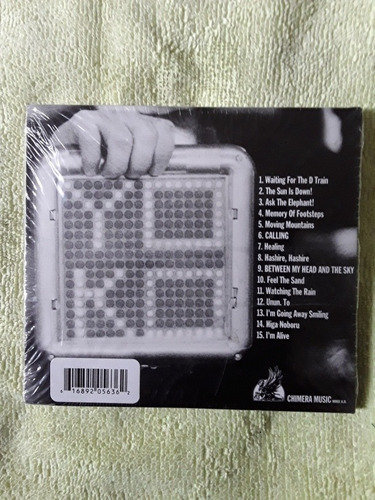 YO
KO
1. Waiting For The D Train
2. The Sun Is Down!
3. Ask The Elephant!
4. Memory Of Footsteps
5. Moving Mountains
6. CALLING
7. Healing
8. Hashire, Hashire
9. BETWEEN MY HEAD AND THE SKY
10. Feel The Sand
11. Watching The Rain
12. Unun. To
13. I'm Going Away Smiling
14. Higa Noboru
15. I'm Alive
16892 05636
CHIMERA MUSIC